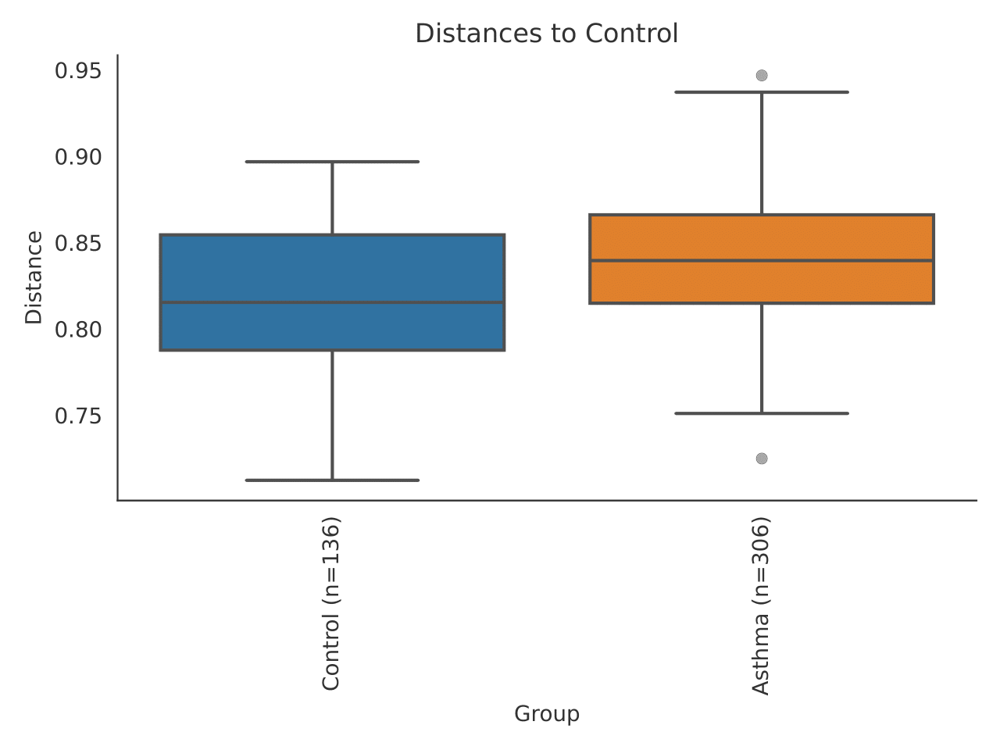 Distances to Control
0.95
0.90
0.85
0.80
0.75
Distance
Control (n=136)
Asthma (n=306)
Group